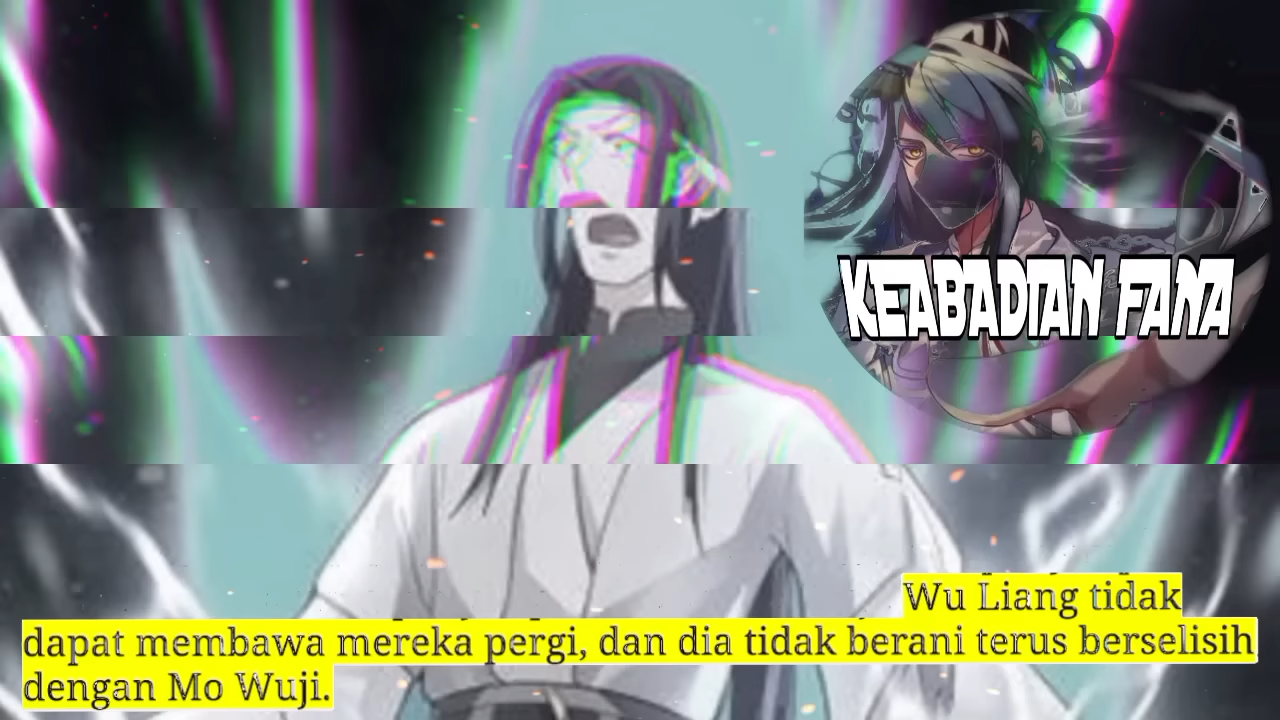 KEABADIAN FANA
Wu Liang tidak
dapat membawa mereka pergi, dan dia tidak berani terus berselisih
dengan Mo Wuji.